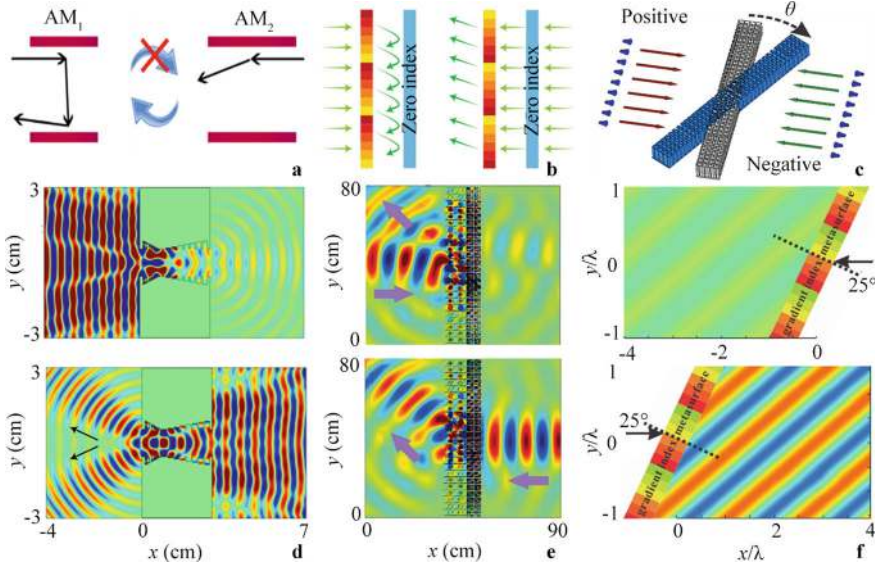 AM1
AM2
a
Zero index
Zero index
b
Positive
θ
Negative
c
3
y (cm)
-3
80
y (cm)
0
1
y/λ
0
-1
gradient index metasurface
25°
-4
-2
0
3
y (cm)
-3
-4
0
7
x (cm)
d
80
y (cm)
0
0
90
x (cm)
e
1
y/λ
0
-1
25°
gradient index metasurface
0
2
4
x/λ
f